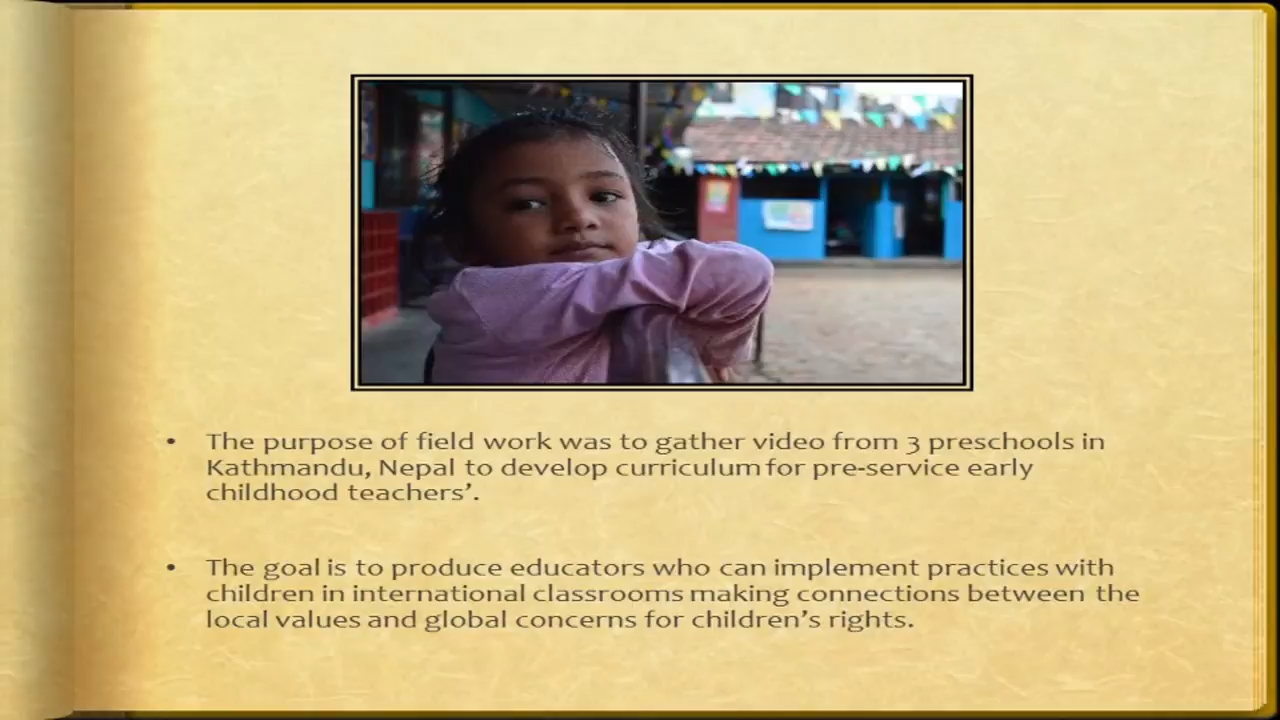 • The purpose of field work was to gather video from 3 preschools in
Kathmandu, Nepal to develop curriculum for pre-service early
childhood teachers’.
• The goal is to produce educators who can implement practices with
children in international classrooms making connections between the
local values and global concerns for children’s rights.